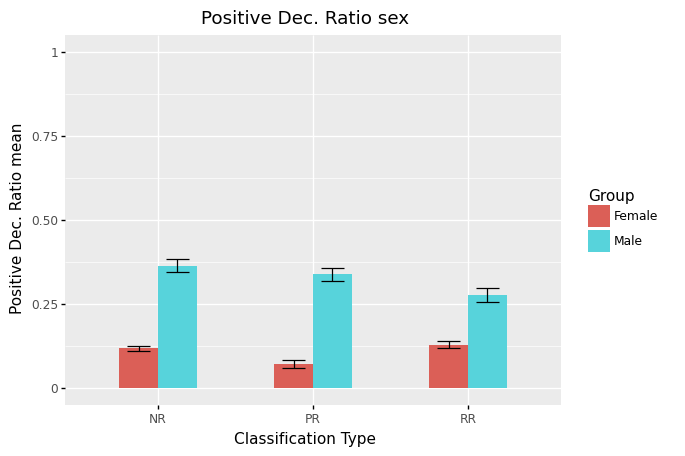 Positive Dec. Ratio sex
Positive Dec. Ratio mean
1
0.75
0.50
0.25
0
NR
PR
RR
Classification Type
Group
Female
Male